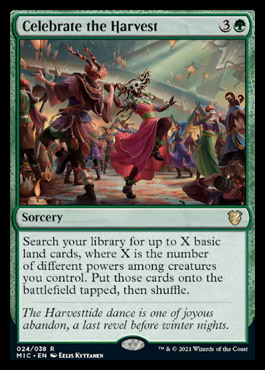 Celebrate the Harvest 3
Sorcery
Search your library for up to X basic
land cards, where X is the number
of different powers among creatures
you control. Put those cards onto the
battlefield tapped, then shuffle.
The Harvesttide dance is one of joyous
abandon, a last revel before winter nights.
024/038 R
MIC • EN EELIS KYTTANEN
™ & © 2021 Wizards of the Coast